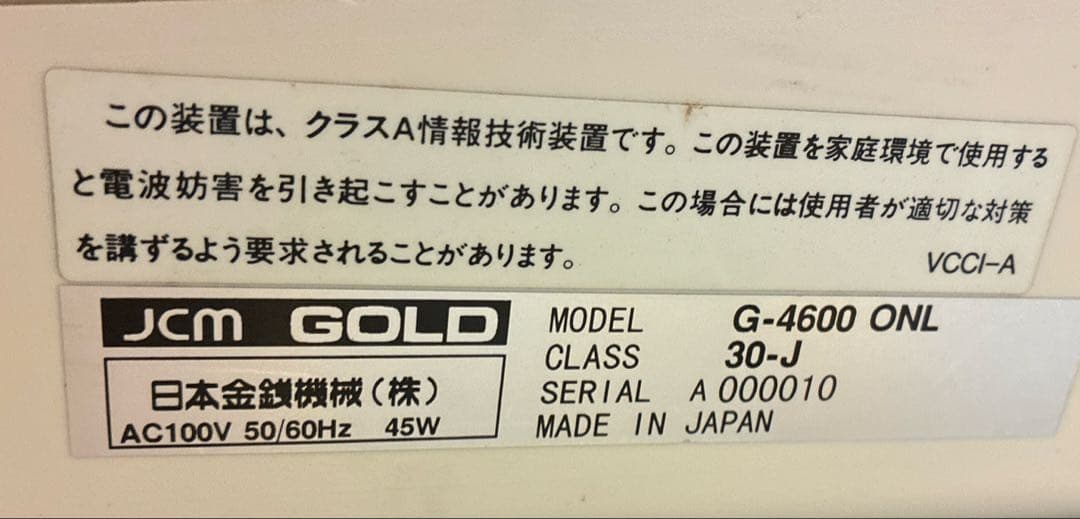 この装置は、クラスA情報技術装置です。この装置を家庭環境で使用する
と電波妨害を引き起こすことがあります。この場合には使用者が適切な対策
を講ずるよう要求されることがあります。
VCCI-A
JCM GOLD
日本金銭機械(株)
AC100V 50/60Hz 45W
MODEL G-4600 ONL
CLASS 30-J
SERIAL A 000010
MADE IN JAPAN